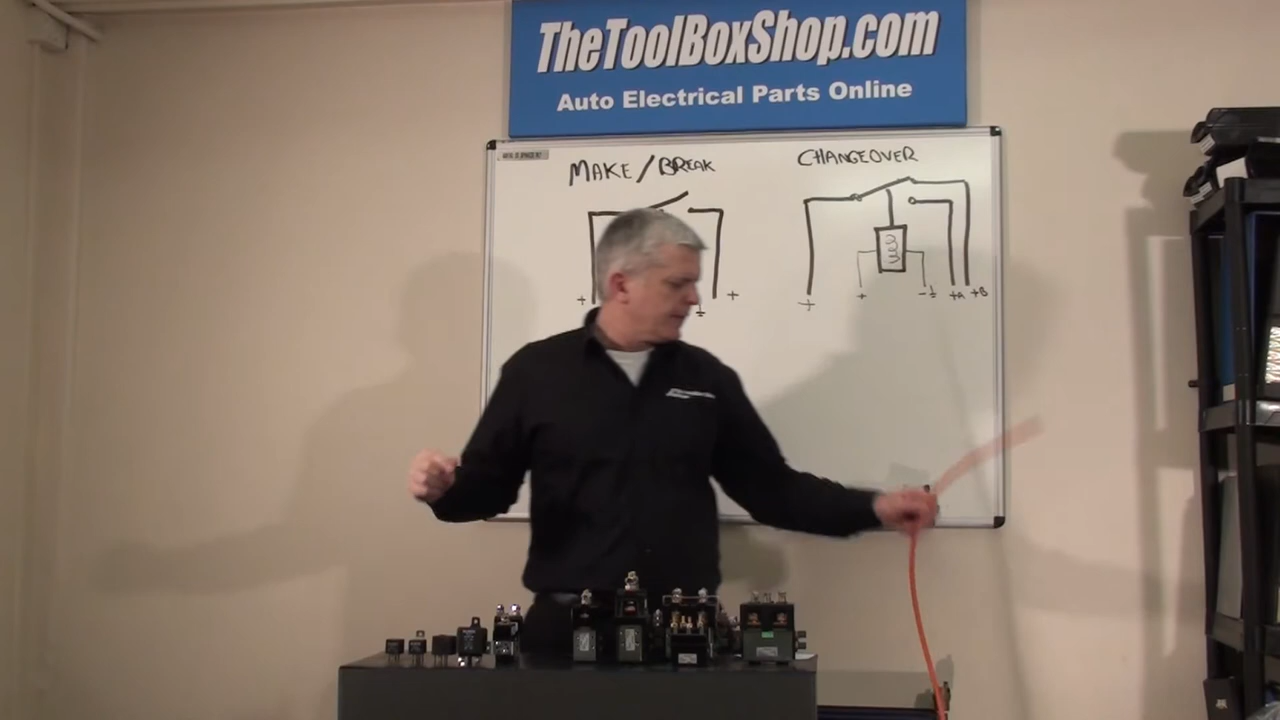 TheToolBoxShop.com
Auto Electrical Parts Online
MAKE/BREAK
CHANGEOVER
+ +
+ + - +A +B